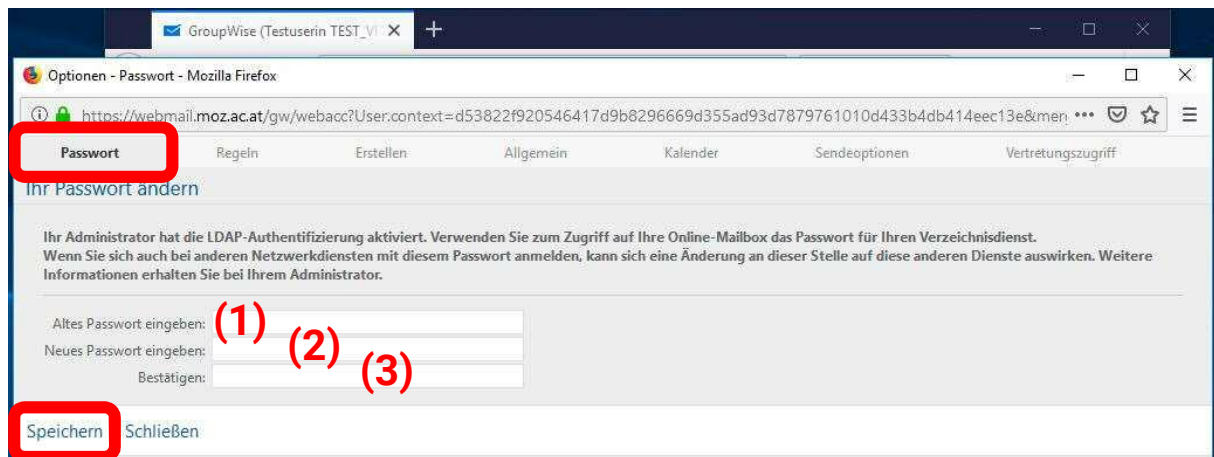 GroupWise (Testuserin TEST_V
Optionen - Passwort - Mozilla Firefox
https://webmail.moz.ac.at/gw/webacc?User.context=d53822f920546417d9b8296669d355ad93d7879761010d433b4db414eec13e&mer
Passwort Regeln Erstellen Allgemein Kalender Sendeoptionen Vertretungszugriff
Ihr Passwort ändern
Ihr Administrator hat die LDAP-Authentifizierung aktiviert. Verwenden Sie zum Zugriff auf Ihre Online-Mailbox das Passwort für Ihren Verzeichnisdienst.
Wenn Sie sich auch bei anderen Netzwerkdiensten mit diesem Passwort anmelden, kann sich eine Änderung an dieser Stelle auf diese anderen Dienste auswirken. Weitere
Informationen erhalten Sie bei Ihrem Administrator.
Altes Passwort eingeben: (1)
Neues Passwort eingeben: (2)
Bestätigen: (3)
Speichern Schließen